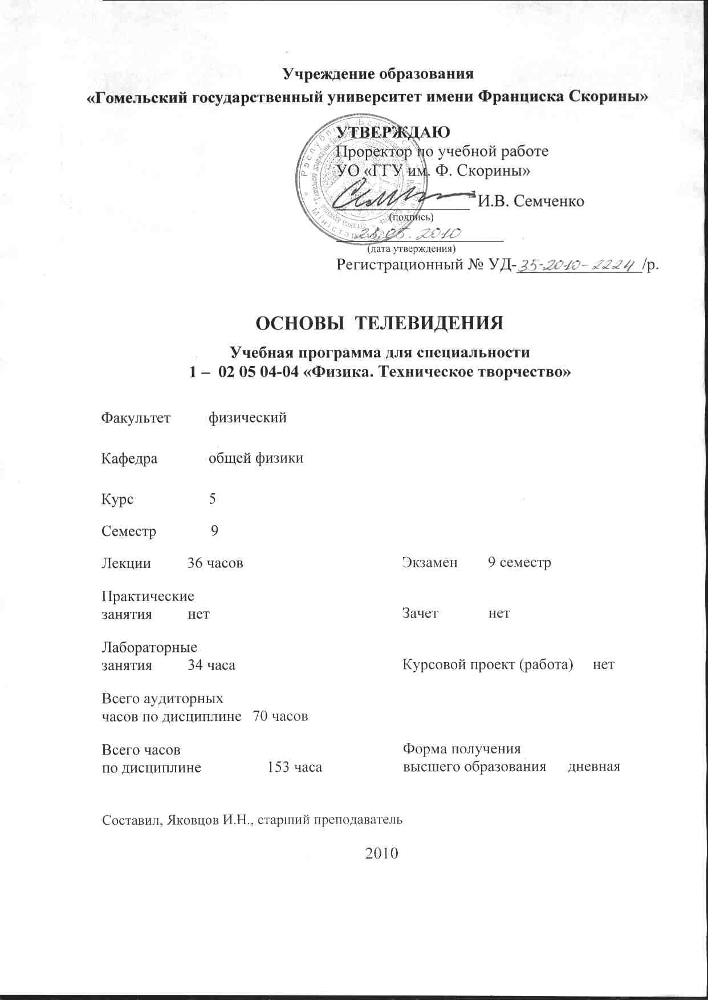 Учреждение образования
«Гомельский государственный университет имени Франциска Скорины»
УТВЕРЖДАЮ
Проректор по учебной работе
УО «ГГУ им. Ф. Скорины»
И.В. Семченко
(подпись)
28.05.2010
(дата утверждения)
Регистрационный № УД-35-2010-2224/р.
ОСНОВЫ ТЕЛЕВИДЕНИЯ
Учебная программа для специальности
1 – 02 05 04-04 «Физика. Техническое творчество»
Факультет физический
Кафедра общей физики
Курс 5
Семестр 9
Лекции 36 часов Экзамен 9 семестр
Практические
занятия нет Зачет нет
Лабораторные
занятия 34 часа Курсовой проект (работа) нет
Всего аудиторных
часов по дисциплине 70 часов
Всего часов Форма получения
по дисциплине 153 часа высшего образования дневная
Составил, Яковцов И.Н., старший преподаватель
2010